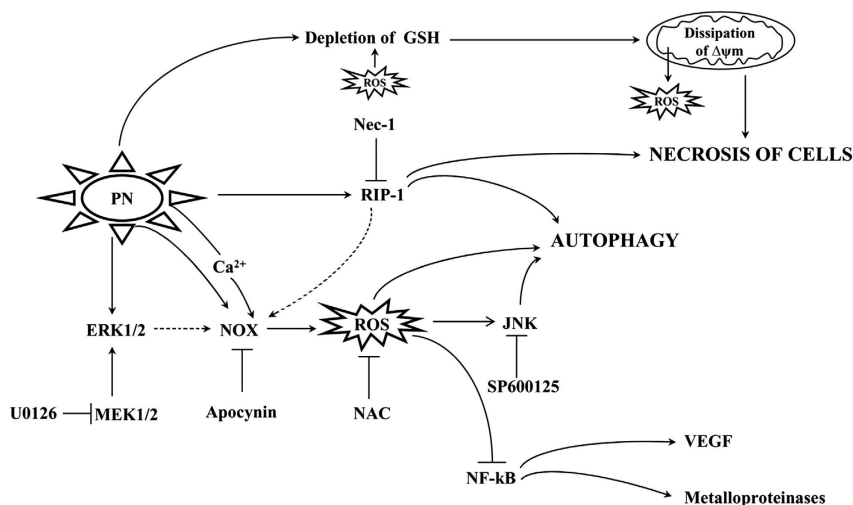 Depletion of GSH
Dissipation
of Δψm
ROS
ROS
Nec-1
NECROSIS OF CELLS
PN
RIP-1
AUTOPHAGY
Ca²⁺
ERK1/2
NOX
ROS
JNK
SP600125
U0126
MEK1/2
Apocynin
NAC
VEGF
NF-kB
Metalloproteinases